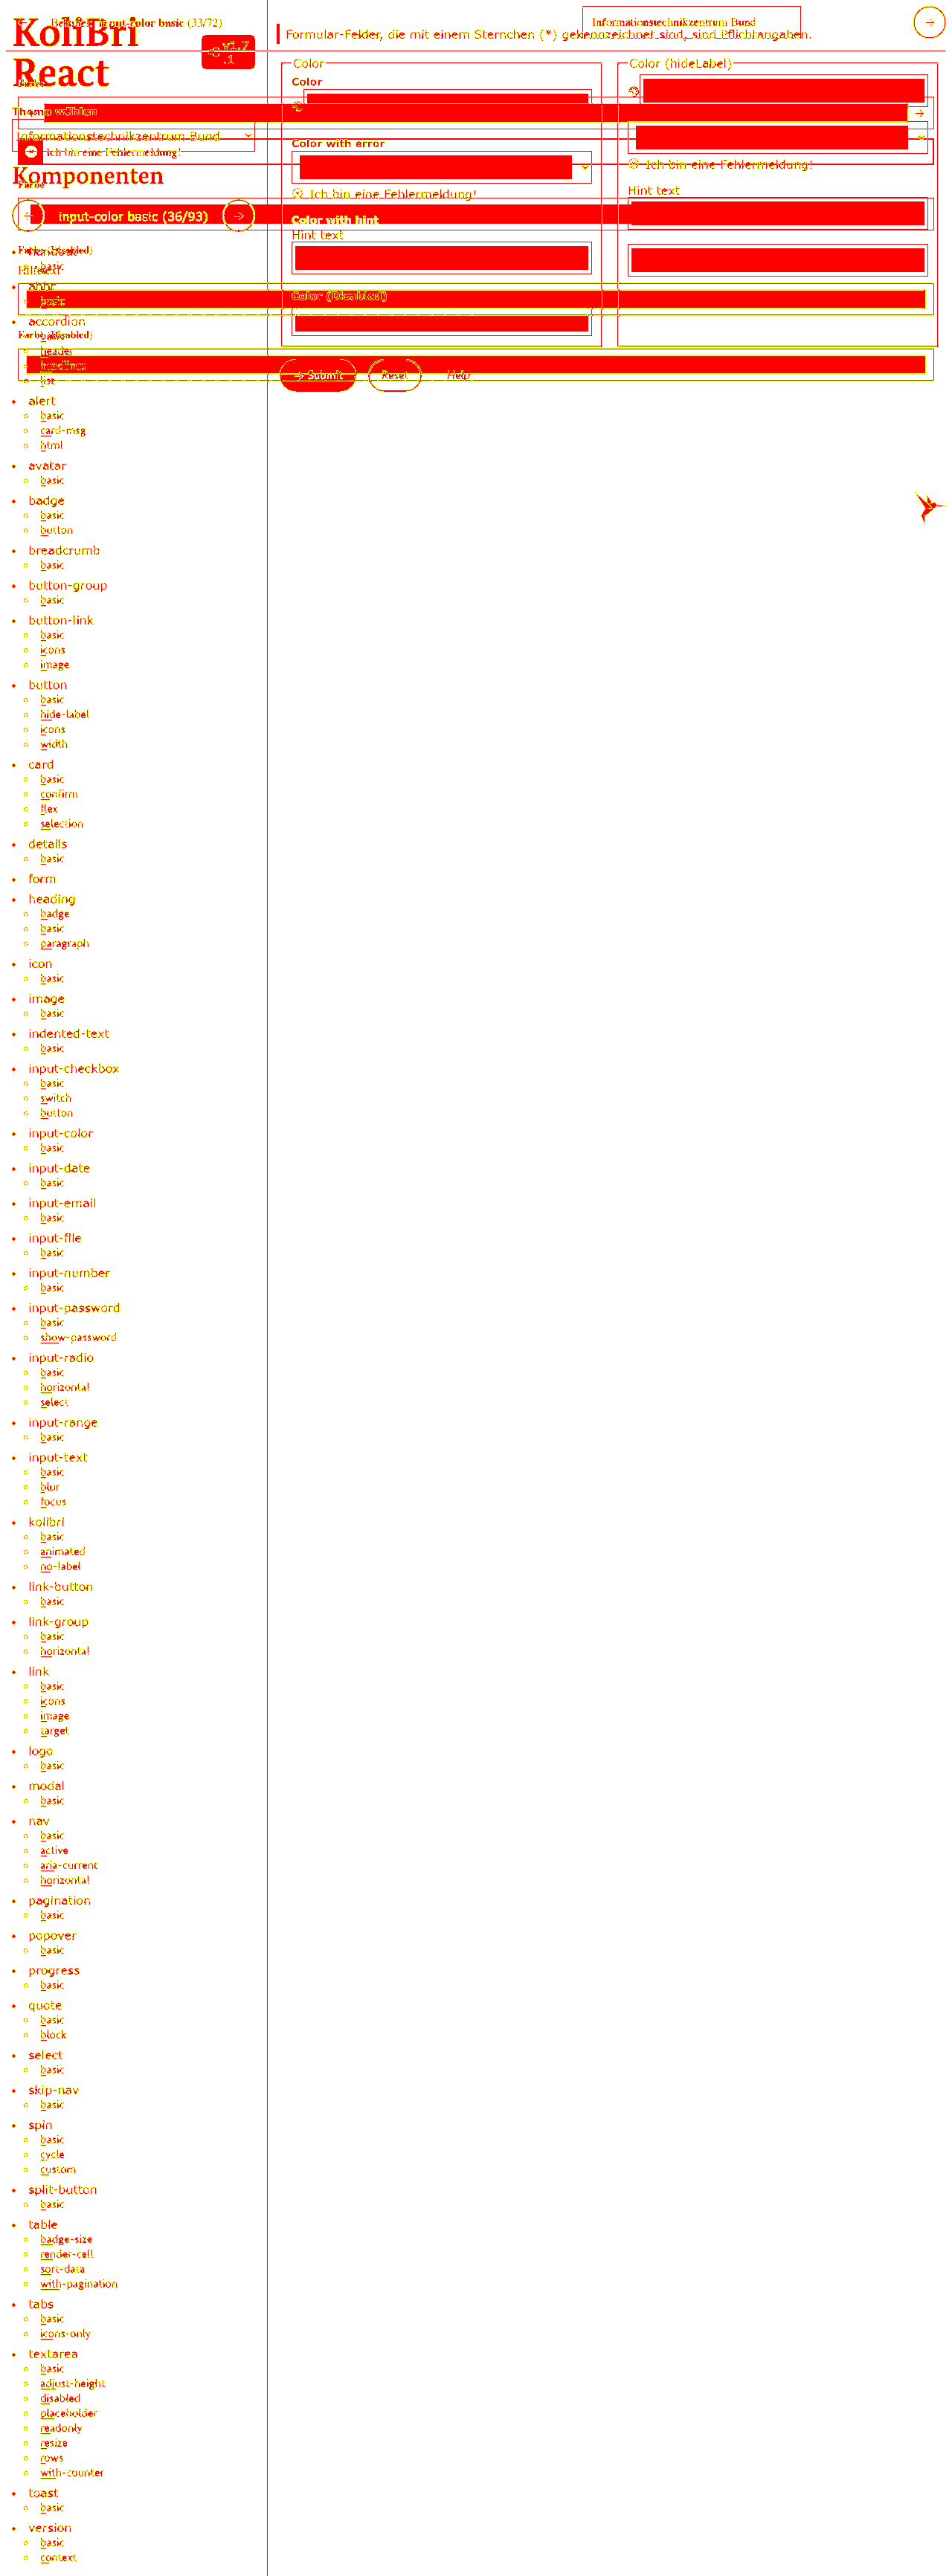 KoliBri
React
v1.7
.1
input-color basic (33/72)
Informationstechnikzentrum Bund
Formular-Felder, die mit einem Sternchen (*) gekennzeichnet sind, sind Pflichtangaben.
Theme wählen
Informationstechnikzentrum Bund
Ich bin eine Fehlermeldung!
Komponenten
Farbe
input-color basic (36/93)
Color
Color
Color with error
Ich bin eine Fehlermeldung!
Color with hint
Hint text
Color (Disabled)
Color (hideLabel)
Ich bin eine Fehlermeldung!
Hint text
Submit
Reset
Help
basic
Hilfetext
abbr
basic
accordion
Farbe (Disabled)
header
headlines
list
alert
basic
card-msg
html
avatar
basic
badge
basic
button
breadcrumb
basic
button-group
basic
button-link
basic
icons
image
button
basic
hide-label
icons
width
card
basic
confirm
flex
selection
details
basic
form
heading
badge
basic
paragraph
icon
basic
image
basic
indented-text
basic
input-checkbox
basic
switch
button
input-color
basic
input-date
basic
input-email
basic
input-file
basic
input-number
basic
input-password
basic
show-password
input-radio
basic
horizontal
select
input-range
basic
input-text
basic
blur
focus
kolibri
basic
animated
no-label
link-button
basic
link-group
basic
horizontal
link
basic
icons
image
target
logo
basic
modal
basic
nav
basic
active
aria-current
horizontal
pagination
basic
popover
basic
progress
basic
quote
basic
block
select
basic
skip-nav
basic
spin
basic
cycle
custom
split-button
basic
table
badge-size
render-cell
sort-data
with-pagination
tabs
basic
icons-only
textarea
basic
adjust-height
disabled
placeholder
readonly
resize
rows
with-counter
toast
basic
version
basic
context